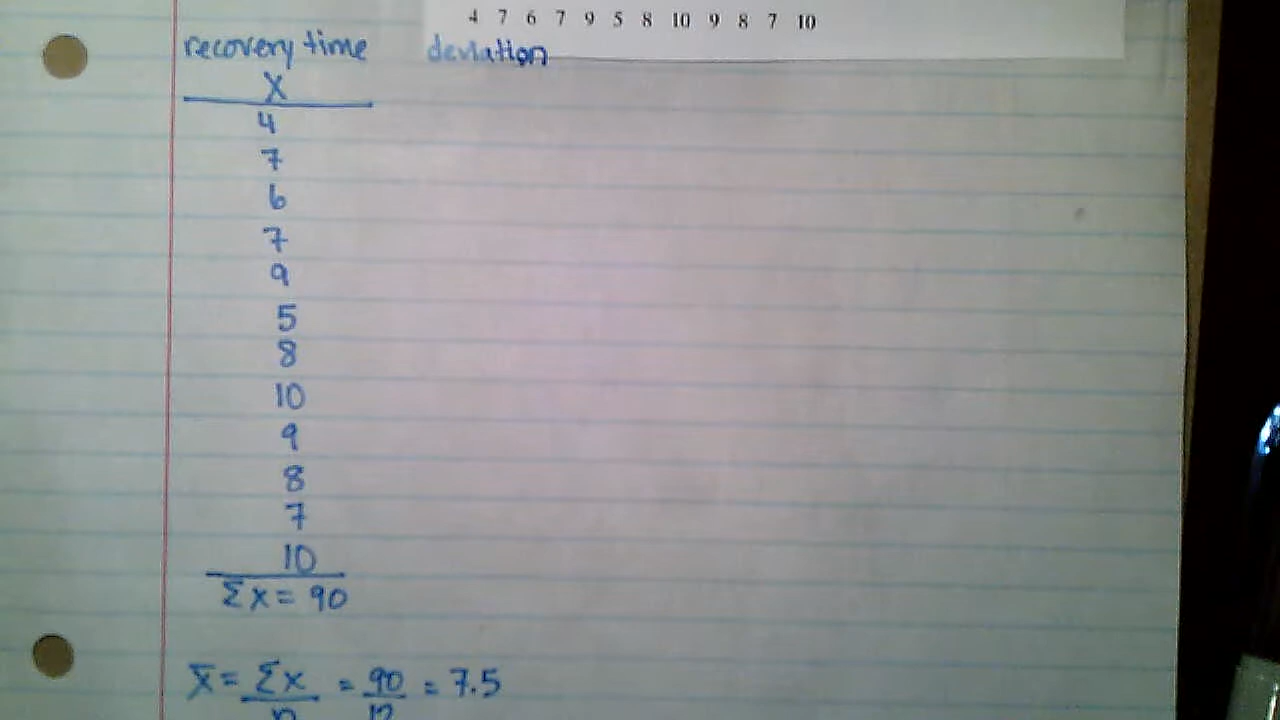 4 7 6 7 9 5 8 10 9 8 7 10
recovery time deviation
X
4
7
6
7
9
5
8
10
9
8
7
10
Σx = 90
x̄ = Σx / n = 90 / 12 = 7.5